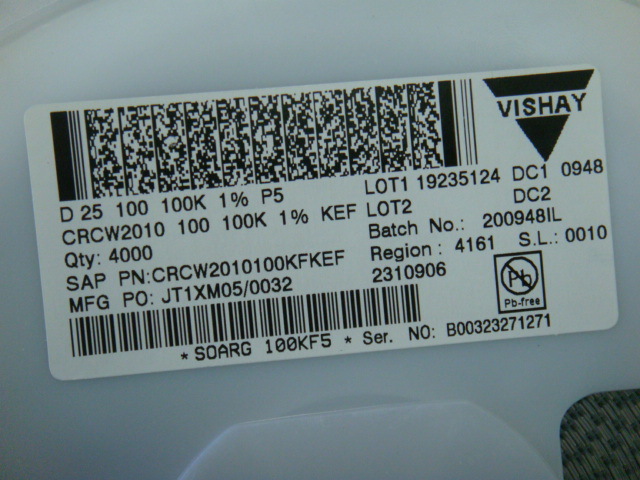 VISHAY
D 25 100 100K 1% P5
LOT1 19235124 DC1 0948
CRCW2010 100 100K 1% KEF
LOT2 DC2
Qty: 4000
Batch No.: 200948IL
SAP PN:CRCW2010100KFKEF
Region : 4161 S.L.: 0010
MFG PO: JT1XM05/0032
2310906
Pb
Pb-free
* SOARG 100KF5 * Ser. NO: B00323271271